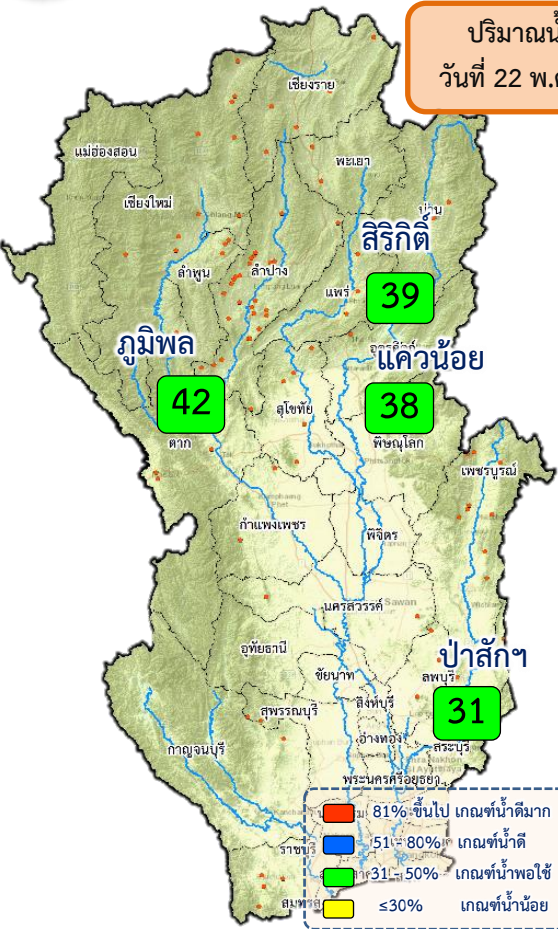 ปริมาณน้
วันที่ 22 พ.ค
เชียงราย
แม่ฮ่องสอน
พะเยา
เชียงใหม่
น่าน
สิริกิติ์
ลำพูน
ลำปาง
แพร่
39
ภูมิพล
แควน้อย
42
สุโขทัย
38
ตาก
พิษณุโลก
เพชรบูรณ์
กำแพงเพชร
พิจิตร
นครสวรรค์
Sawan
อุทัยธานี
ป่าสักฯ
ชัยนาท
ลพบุรี
สิงห์บุรี
สุพรรณบุรี
31
อ่างทอง
สระบุรี
กาญจนบุรี
พระนครศรีอยุธยา
81% ขึ้นไป เกณฑ์น้ำดีมาก
ราชบุรี
51 - 80% เกณฑ์น้ำดี
31 - 50% เกณฑ์น้ำพอใช้
≤30% เกณฑ์น้ำน้อย